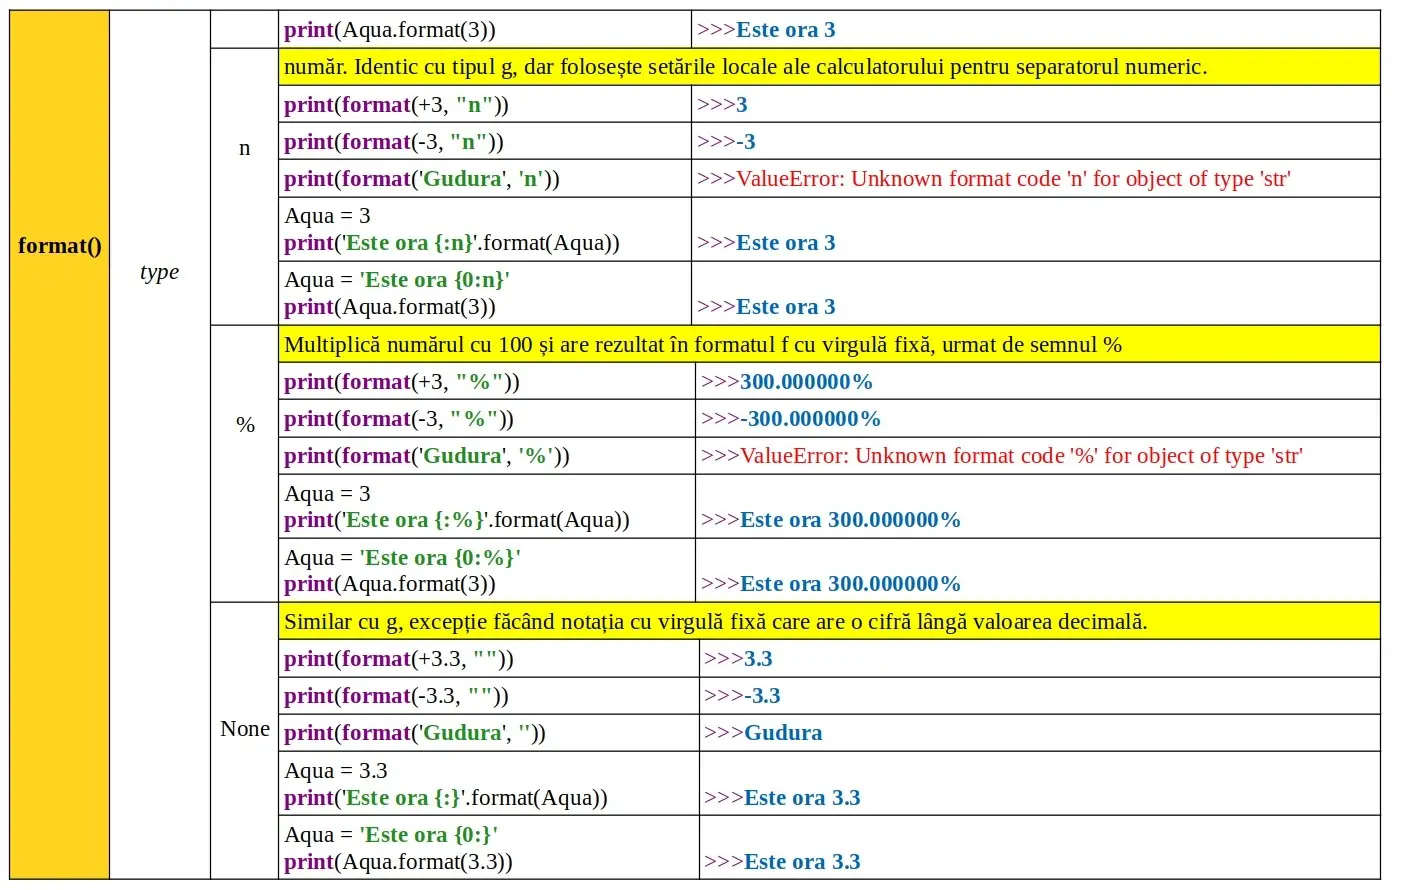 print(Aqua.format(3))
>>>Este ora 3
format()
type
n
număr. Identic cu tipul g, dar folosește setările locale ale calculatorului pentru separatorul numeric.
print(format(+3, "n"))
>>>3
print(format(-3, "n"))
>>>-3
print(format('Gudura', 'n'))
>>>ValueError: Unknown format code 'n' for object of type 'str'
Aqua = 3
print('Este ora {:n}'.format(Aqua))
>>>Este ora 3
Aqua = 'Este ora {0:n}'
print(Aqua.format(3))
>>>Este ora 3
%
Multiplică numărul cu 100 și are rezultat în formatul f cu virgulă fixă, urmat de semnul %
print(format(+3, "%"))
>>>300.000000%
print(format(-3, "%"))
>>>-300.000000%
print(format('Gudura', '%'))
>>>ValueError: Unknown format code '%' for object of type 'str'
Aqua = 3
print('Este ora {:%}'.format(Aqua))
>>>Este ora 300.000000%
Aqua = 'Este ora {0:%}'
print(Aqua.format(3))
>>>Este ora 300.000000%
None
Similar cu g, excepție făcând notația cu virgulă fixă care are o cifră lângă valoarea decimală.
print(format(+3.3, ""))
>>>3.3
print(format(-3.3, ""))
>>>-3.3
print(format('Gudura', ''))
>>>Gudura
Aqua = 3.3
print('Este ora {:}'.format(Aqua))
>>>Este ora 3.3
Aqua = 'Este ora {0:}'
print(Aqua.format(3.3))
>>>Este ora 3.3